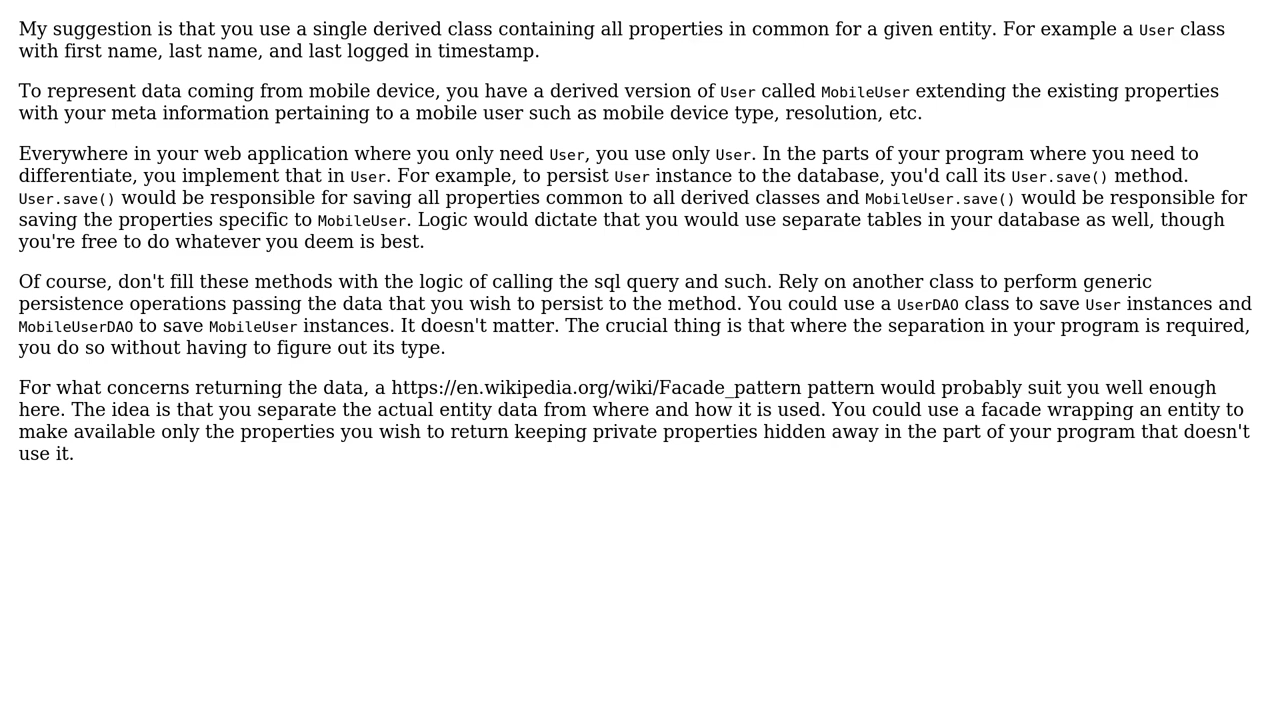 My suggestion is that you use a single derived class containing all properties in common for a given entity. For example a User class
with first name, last name, and last logged in timestamp.
To represent data coming from mobile device, you have a derived version of User called MobileUser extending the existing properties
with your meta information pertaining to a mobile user such as mobile device type, resolution, etc.
Everywhere in your web application where you only need User, you use only User. In the parts of your program where you need to
differentiate, you implement that in User. For example, to persist User instance to the database, you'd call its User.save() method.
User.save() would be responsible for saving all properties common to all derived classes and MobileUser.save() would be responsible for
saving the properties specific to MobileUser. Logic would dictate that you would use separate tables in your database as well, though
you're free to do whatever you deem is best.
Of course, don't fill these methods with the logic of calling the sql query and such. Rely on another class to perform generic
persistence operations passing the data that you wish to persist to the method. You could use a UserDAO class to save User instances and
MobileUserDAO to save MobileUser instances. It doesn't matter. The crucial thing is that where the separation in your program is required,
you do so without having to figure out its type.
For what concerns returning the data, a https://en.wikipedia.org/wiki/Facade_pattern pattern would probably suit you well enough
here. The idea is that you separate the actual entity data from where and how it is used. You could use a facade wrapping an entity to
make available only the properties you wish to return keeping private properties hidden away in the part of your program that doesn't
use it.